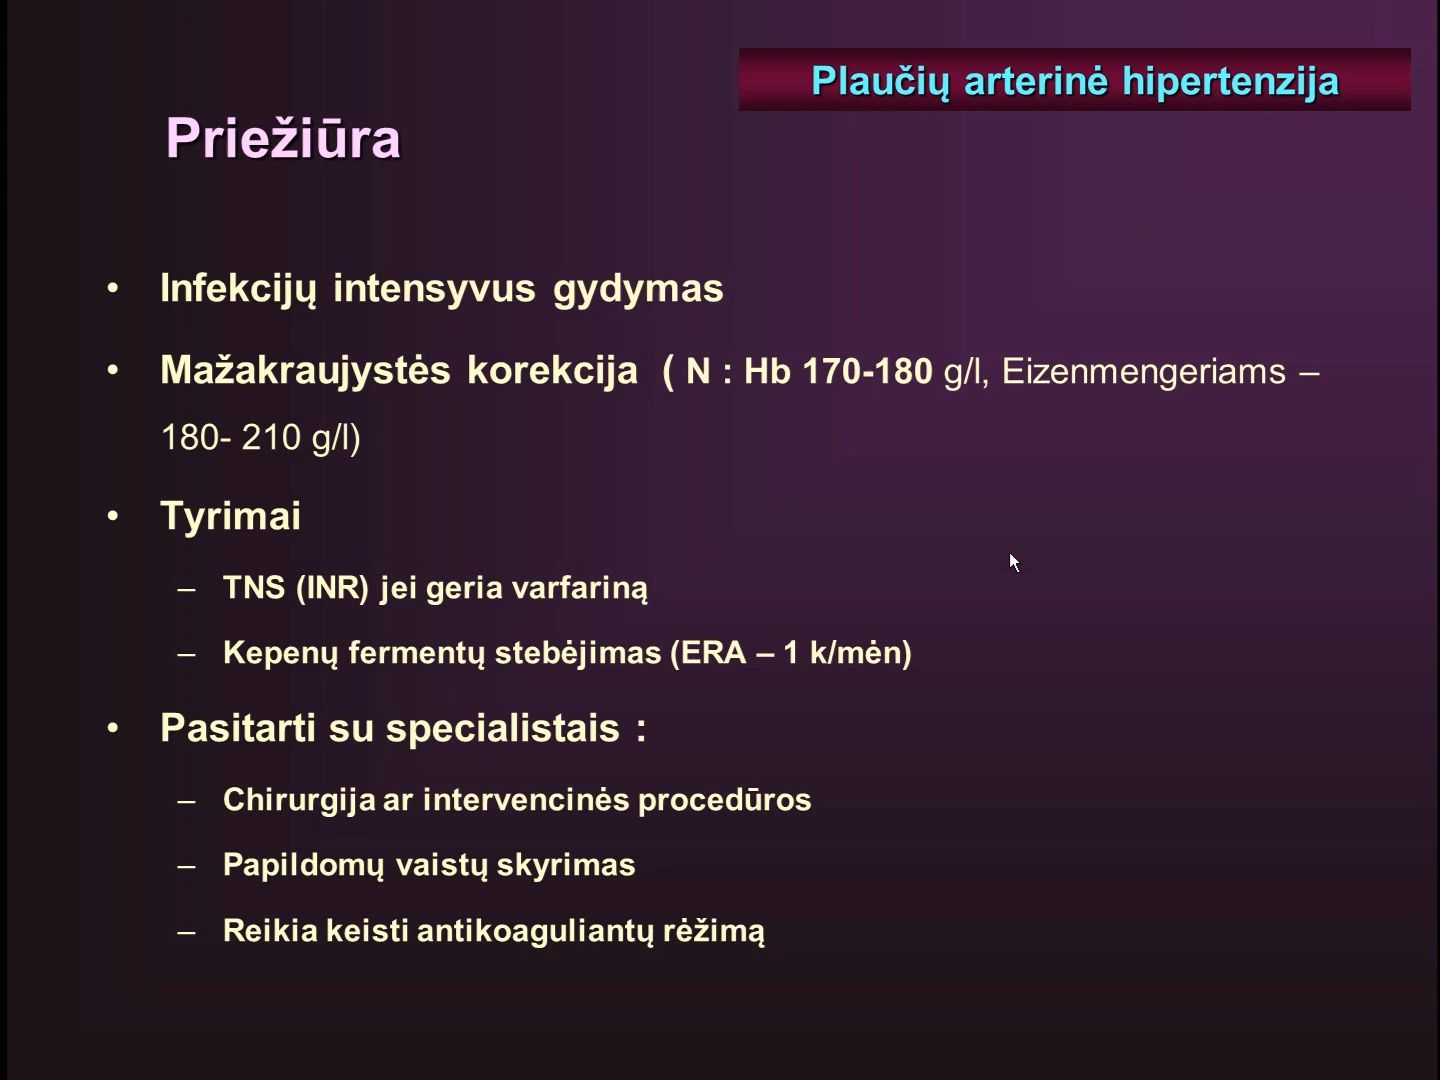 Plaučių arterinė hipertenzija
Priežiūra
• Infekcijų intensyvus gydymas
• Mažakraujystės korekcija ( N : Hb 170-180 g/l, Eizenmengeriams –
180- 210 g/l)
• Tyrimai
– TNS (INR) jei geria varfariną
– Kepenų fermentų stebėjimas (ERA – 1 k/mėn)
• Pasitarti su specialistais :
– Chirurgija ar intervencinės procedūros
– Papildomų vaistų skyrimas
– Reikia keisti antikoaguliantų rėžimą